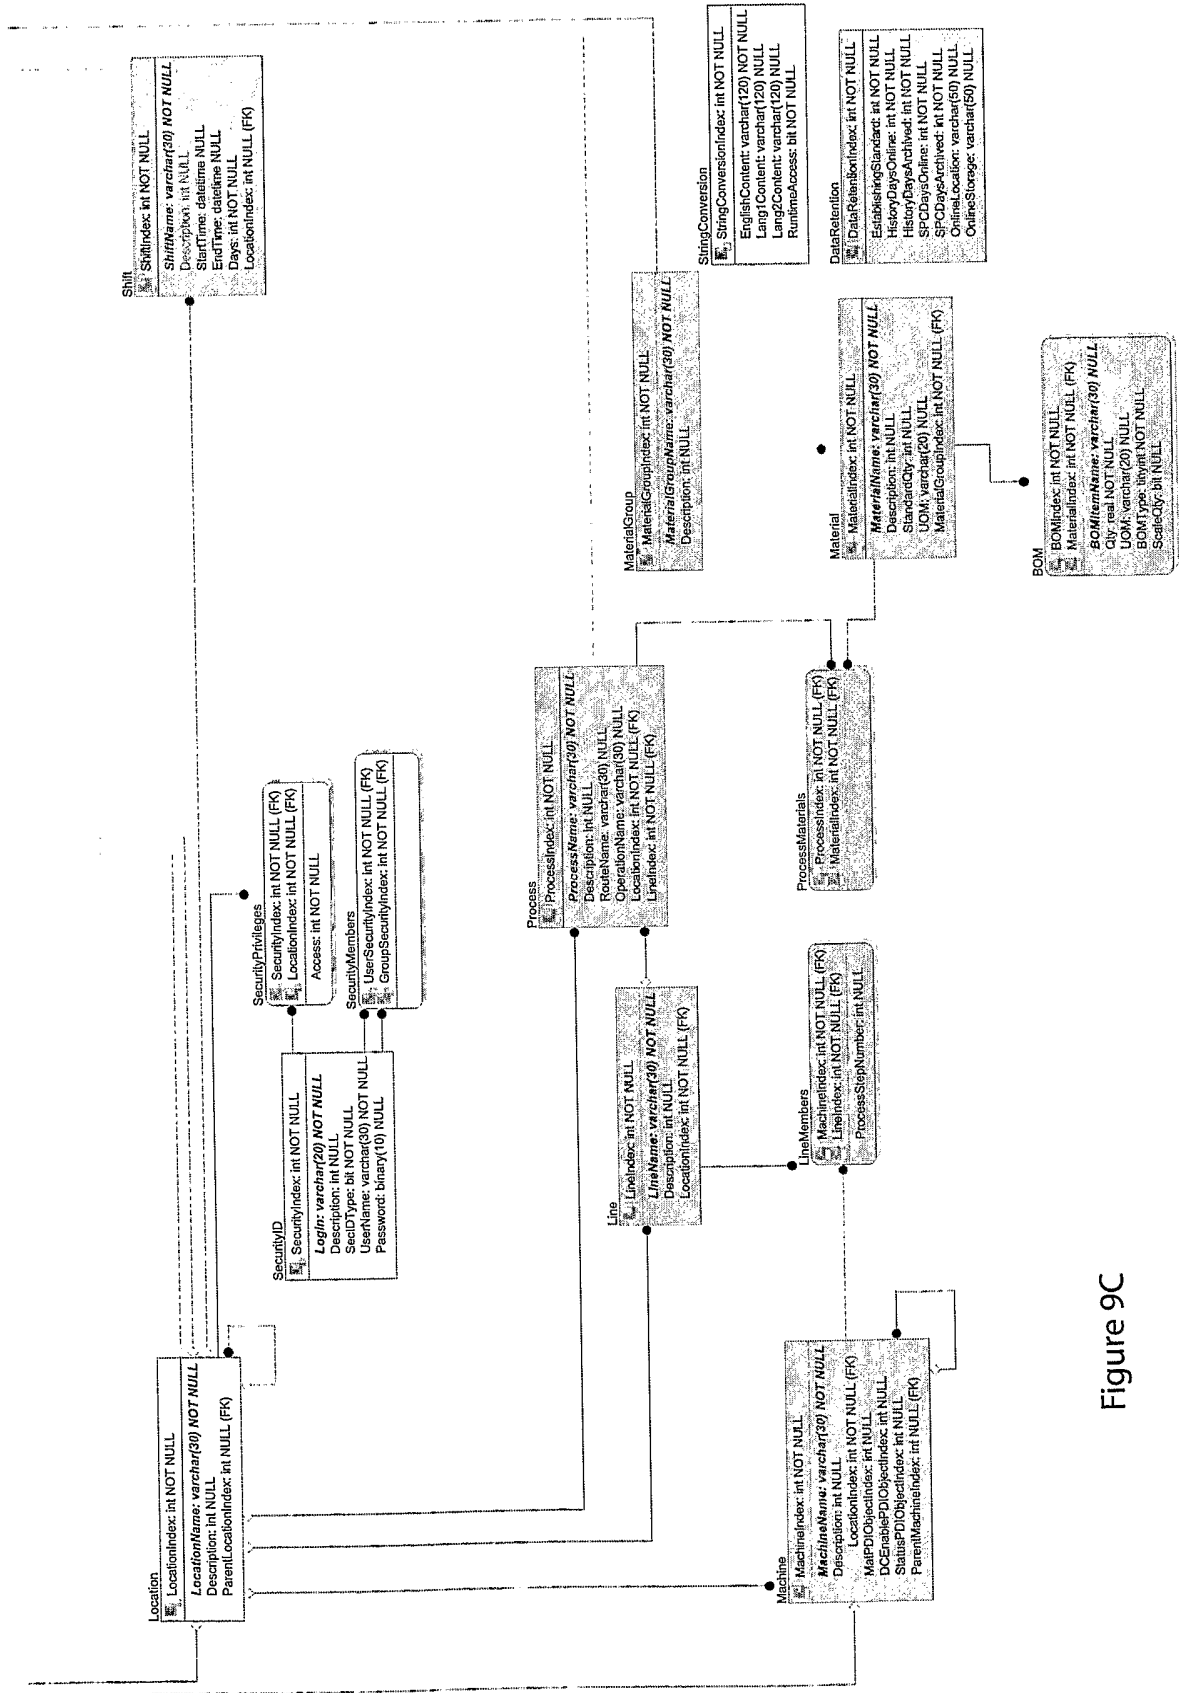 Location
LocationIndex: int NOT NULL
LocationName: varchar(30) NOT NULL
Description: int NULL
ParentLocationIndex: int NULL (FK)
Shift
ShiftIndex: int NOT NULL
ShiftName: varchar(30) NOT NULL
Description: int NULL
StartTime: datetime NULL
EndTime: datetime NULL
Days: int NOT NULL
LocationIndex: int NULL (FK)
SecurityPrivileges
SecurityIndex: int NOT NULL (FK)
LocationIndex: int NOT NULL (FK)
Access: int NOT NULL
SecurityID
SecurityIndex: int NOT NULL
Login: varchar(20) NOT NULL
Description: int NULL
SecIDType: bit NOT NULL
UserName: varchar(30) NOT NULL
Password: binary(10) NULL
SecurityMembers
UserSecurityIndex: int NOT NULL (FK)
GroupSecurityIndex: int NOT NULL (FK)
Process
ProcessIndex: int NOT NULL
ProcessName: varchar(30) NOT NULL
Description: int NULL
RouteName: varchar(30) NULL
OperationName: varchar(30) NULL
LocationIndex: int NOT NULL (FK)
LineIndex: int NOT NULL (FK)
Line
LineIndex: int NOT NULL
LineName: varchar(30) NOT NULL
Description: int NULL
LocationIndex: int NOT NULL (FK)
MaterialGroup
MaterialGroupIndex: int NOT NULL
MaterialGroupName: varchar(30) NOT NULL
Description: int NULL
StringConversion
StringConversionIndex: int NOT NULL
EnglishContent: varchar(120) NOT NULL
Lang1Content: varchar(120) NULL
Lang2Content: varchar(120) NULL
RuntimeAccess: bit NOT NULL
Machine
MachineIndex: int NOT NULL
MachineName: varchar(30) NOT NULL
Description: int NULL
LocationIndex: int NOT NULL (FK)
MatPDIObjectIndex: int NULL
DCEnablePDIObjectIndex: int NULL
StatusPDIObjectIndex: int NULL
ParentMachineIndex: int NULL (FK)
LineMembers
MachineIndex: int NOT NULL (FK)
LineIndex: int NOT NULL (FK)
ProcessStepNumber: int NULL
ProcessMaterials
ProcessIndex: int NOT NULL (FK)
MaterialIndex: int NOT NULL (FK)
Material
MaterialIndex: int NOT NULL
MaterialName: varchar(30) NOT NULL
Description: int NULL
StandardQty: int NULL
UOM: varchar(20) NULL
MaterialGroupIndex: int NOT NULL (FK)
DataRetention
DataRetentionIndex: int NOT NULL
EstablishingStandard: int NOT NULL
HistoryDaysOnline: int NOT NULL
HistoryDaysArchived: int NOT NULL
SPCDaysOnline: int NOT NULL
SPCDaysArchived: int NOT NULL
OnlineLocation: varchar(50) NULL
OnlineStorage: varchar(50) NULL
BOM
BOMIndex: int NOT NULL
MaterialIndex: int NOT NULL (FK)
BOMItemName: varchar(30) NULL
Qty: real NOT NULL
UOM: varchar(20) NULL
BOMType: tinyint NOT NULL
ScaleQty: bit NULL
Figure 9C